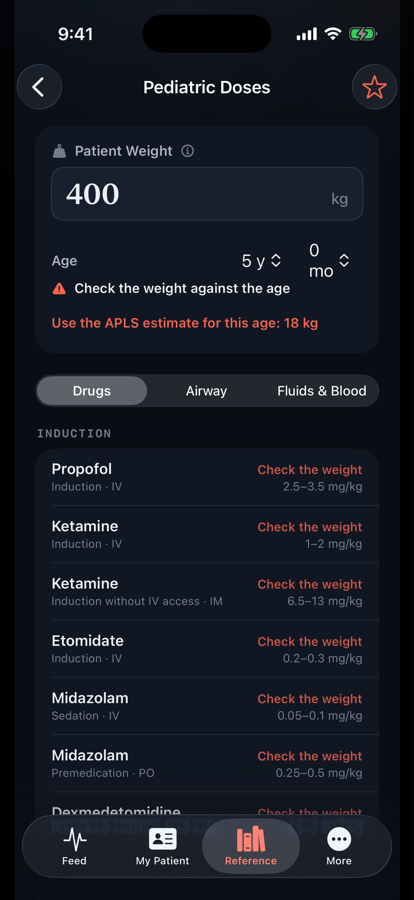 9:41
Pediatric Doses
Patient Weight
400 kg
Age 5 y 0 mo
Check the weight against the age
Use the APLS estimate for this age: 18 kg
Drugs Airway Fluids & Blood
INDUCTION
Propofol Check the weight
Induction · IV 2.5–3.5 mg/kg
Ketamine Check the weight
Induction · IV 1–2 mg/kg
Ketamine Check the weight
Induction without IV access · IM 6.5–13 mg/kg
Etomidate Check the weight
Induction · IV 0.2–0.3 mg/kg
Midazolam Check the weight
Sedation · IV 0.05–0.1 mg/kg
Midazolam Check the weight
Premedication · PO 0.25–0.5 mg/kg
Dexmedetomidine Check the weight
Feed My Patient Reference More